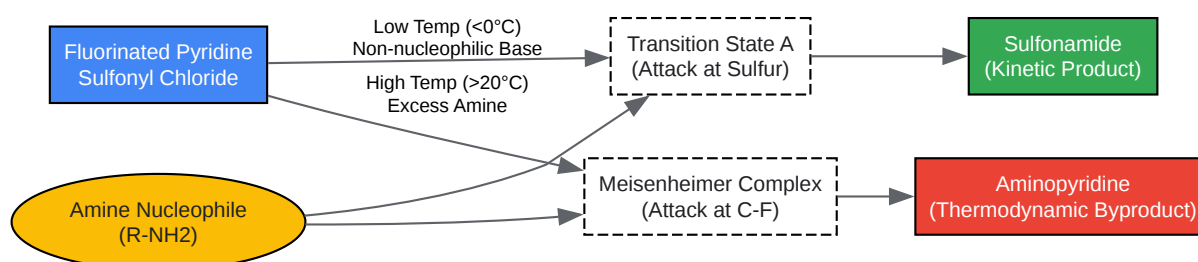 Fluorinated Pyridine
Sulfonyl Chloride
Low Temp (<0°C)
Non-nucleophilic Base
High Temp (>20°C)
Excess Amine
Transition State A
(Attack at Sulfur)
Sulfonamide
(Kinetic Product)
Amine Nucleophile
(R-NH2)
Meisenheimer Complex
(Attack at C-F)
Aminopyridine
(Thermodynamic Byproduct)